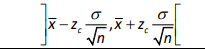 ]x̄ − z_c σ/√n , x̄ + z_c σ/√n[